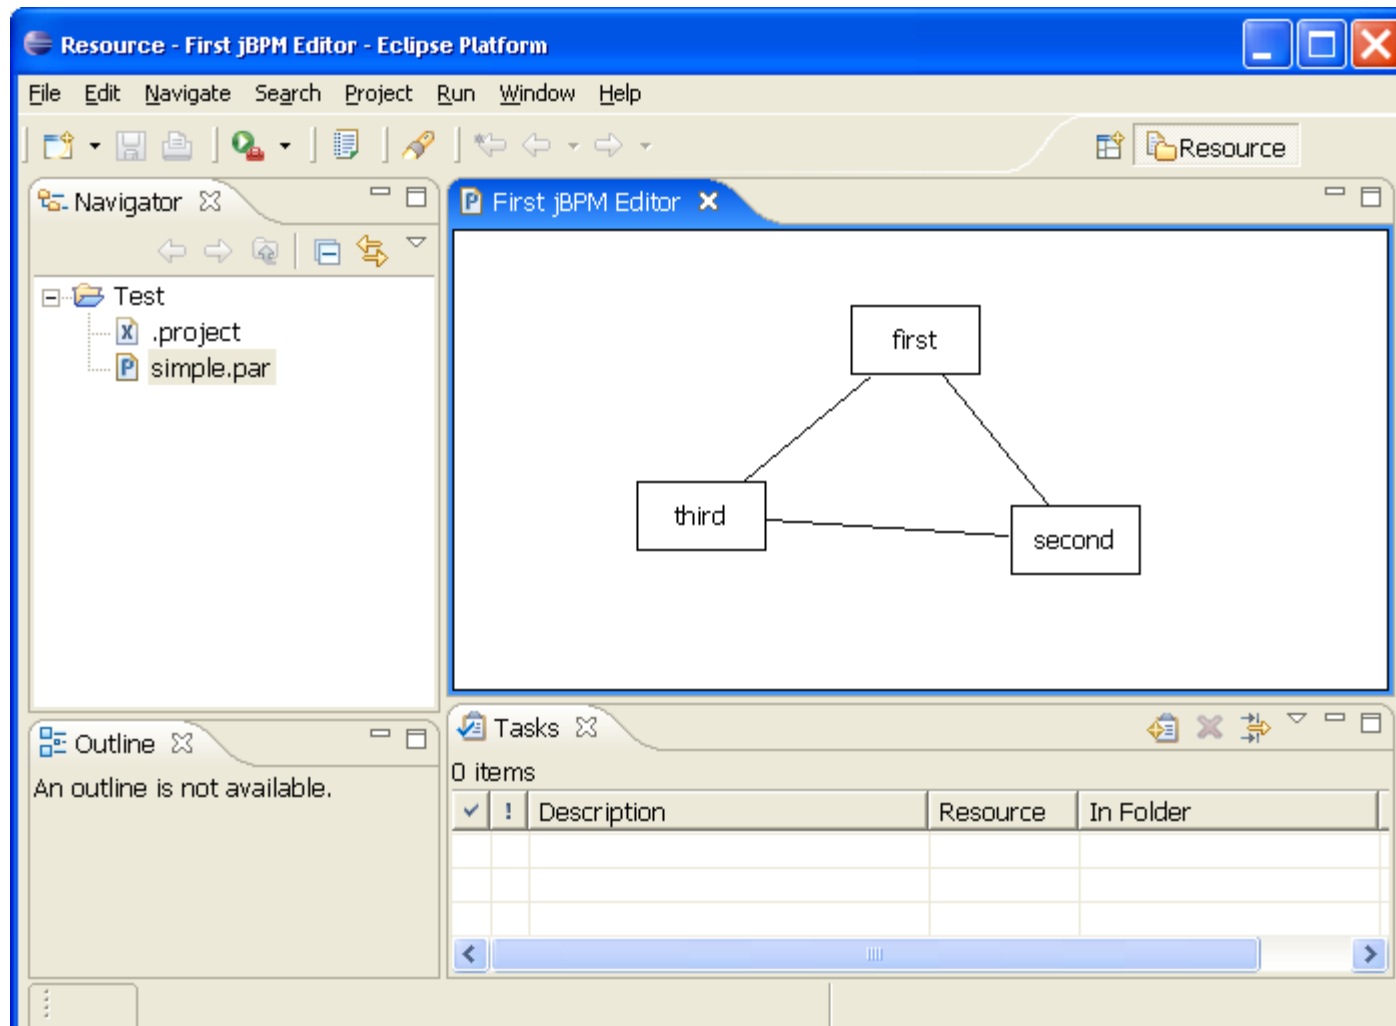 Resource - First jBPM Editor - Eclipse Platform
File Edit Navigate Search Project Run Window Help
Resource
Navigator
First jBPM Editor
Test
.project
simple.par
first
third
second
Outline
An outline is not available.
Tasks
0 items
! Description Resource In Folder